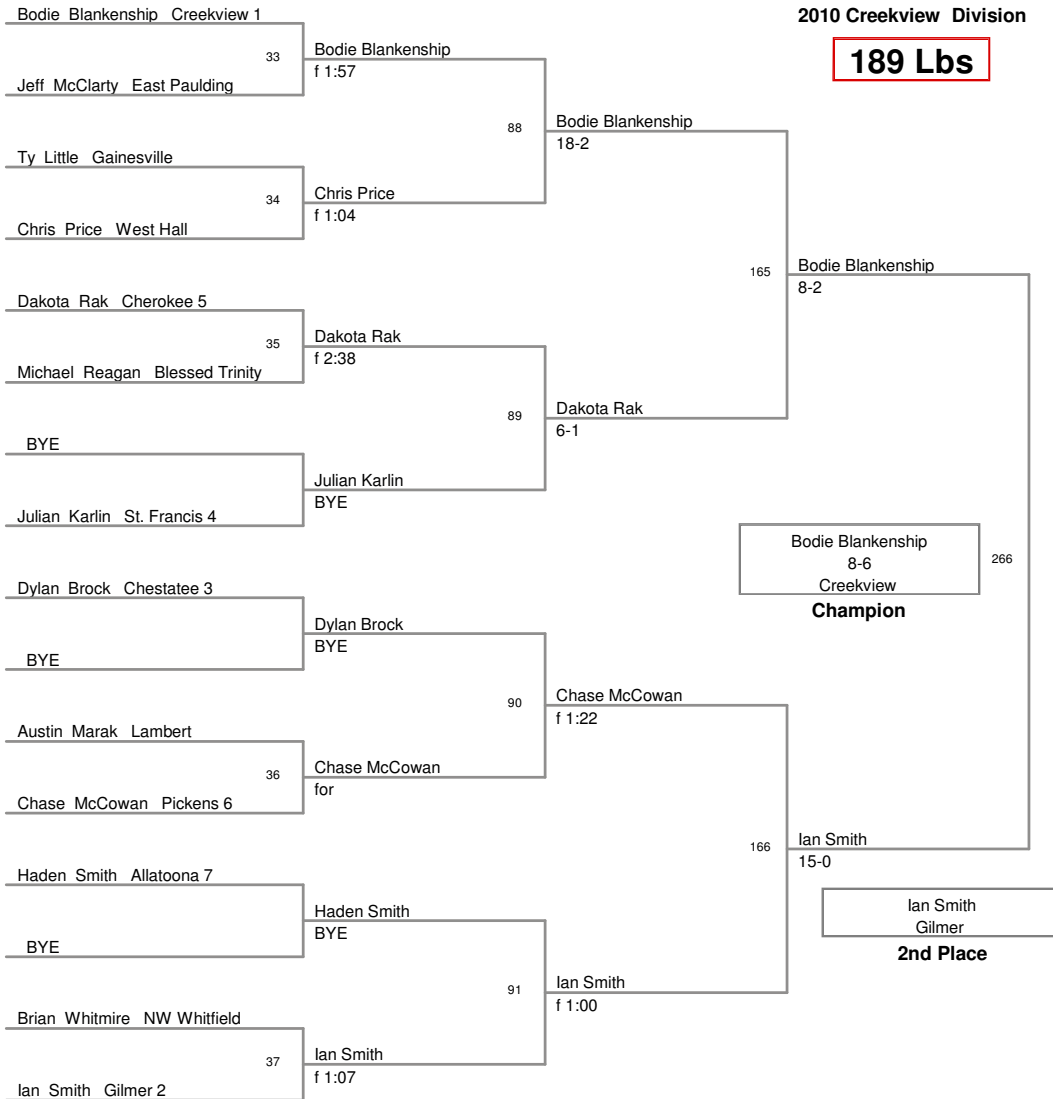 Bodie Blankenship Creekview 1
2010 Creekview Division
189 Lbs
33
Bodie Blankenship
f 1:57
Jeff McClarty East Paulding
88
Bodie Blankenship
18-2
Ty Little Gainesville
34
Chris Price
f 1:04
Chris Price West Hall
165
Bodie Blankenship
8-2
Dakota Rak Cherokee 5
35
Dakota Rak
f 2:38
Michael Reagan Blessed Trinity
89
Dakota Rak
6-1
BYE
Julian Karlin
BYE
Julian Karlin St. Francis 4
Bodie Blankenship
8-6
Creekview
266
Champion
Dylan Brock Chestatee 3
Dylan Brock
BYE
BYE
90
Chase McCowan
f 1:22
Austin Marak Lambert
36
Chase McCowan
for
Chase McCowan Pickens 6
166
Ian Smith
15-0
Haden Smith Allatoona 7
Haden Smith
BYE
BYE
Ian Smith
Gilmer
2nd Place
91
Ian Smith
f 1:00
Brian Whitmire NW Whitfield
37
Ian Smith
f 1:07
Ian Smith Gilmer 2